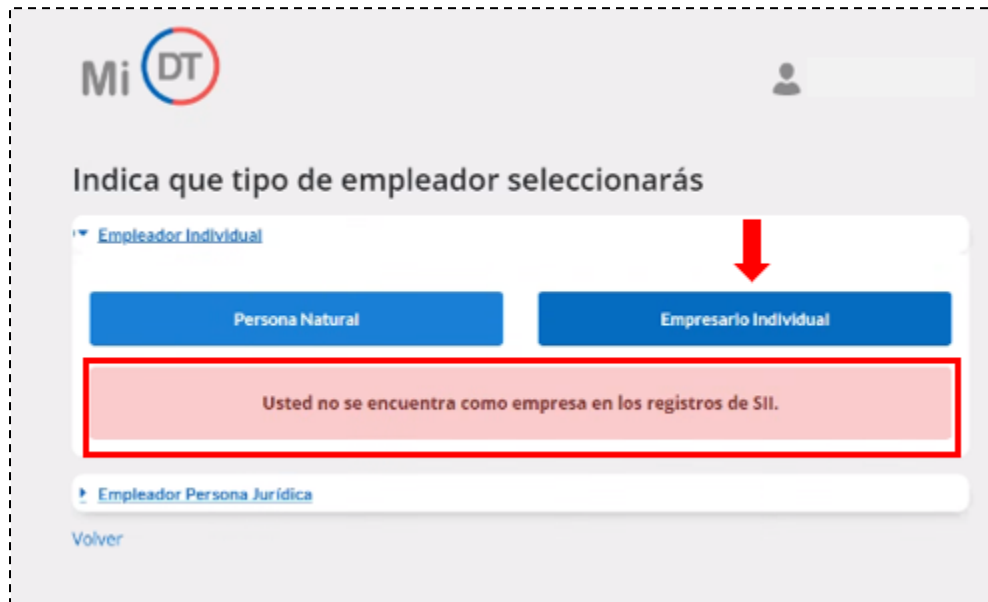 Mi DT
Indica que tipo de empleador seleccionarás
Empleador Individual
Persona Natural
Empresario Individual
Usted no se encuentra como empresa en los registros de SII.
Empleador Persona Jurídica
Volver